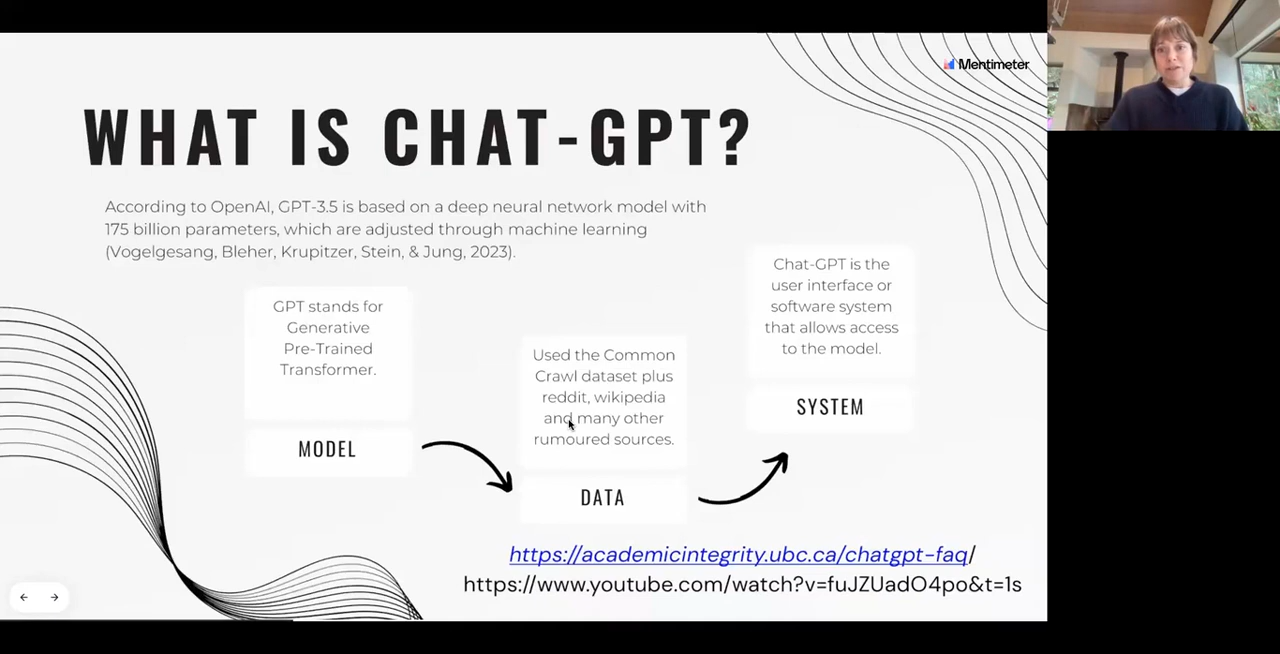 Mentimeter
WHAT IS CHAT-GPT?
According to OpenAI, GPT-3.5 is based on a deep neural network model with
175 billion parameters, which are adjusted through machine learning
(Vogelgesang, Bleher, Krupitzer, Stein, & Jung, 2023).
GPT stands for
Generative
Pre-Trained
Transformer.
MODEL
Used the Common
Crawl dataset plus
reddit, wikipedia
and many other
rumoured sources.
DATA
Chat-GPT is the
user interface or
software system
that allows access
to the model.
SYSTEM
https://academicintegrity.ubc.ca/chatgpt-faq/
https://www.youtube.com/watch?v=fuJZUadO4po&t=1s